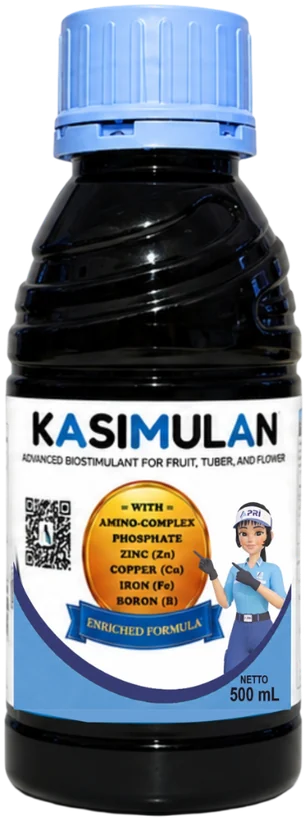 KASIMULAN
ADVANCED BIOSTIMULANT FOR FRUIT, TUBER, AND FLOWER
= WITH =
AMINO-COMPLEX
PHOSPHATE
ZINC (Zn)
COPPER (Cu)
IRON (Fe)
BORON (B)
ENRICHED FORMULA
NETTO
500 mL